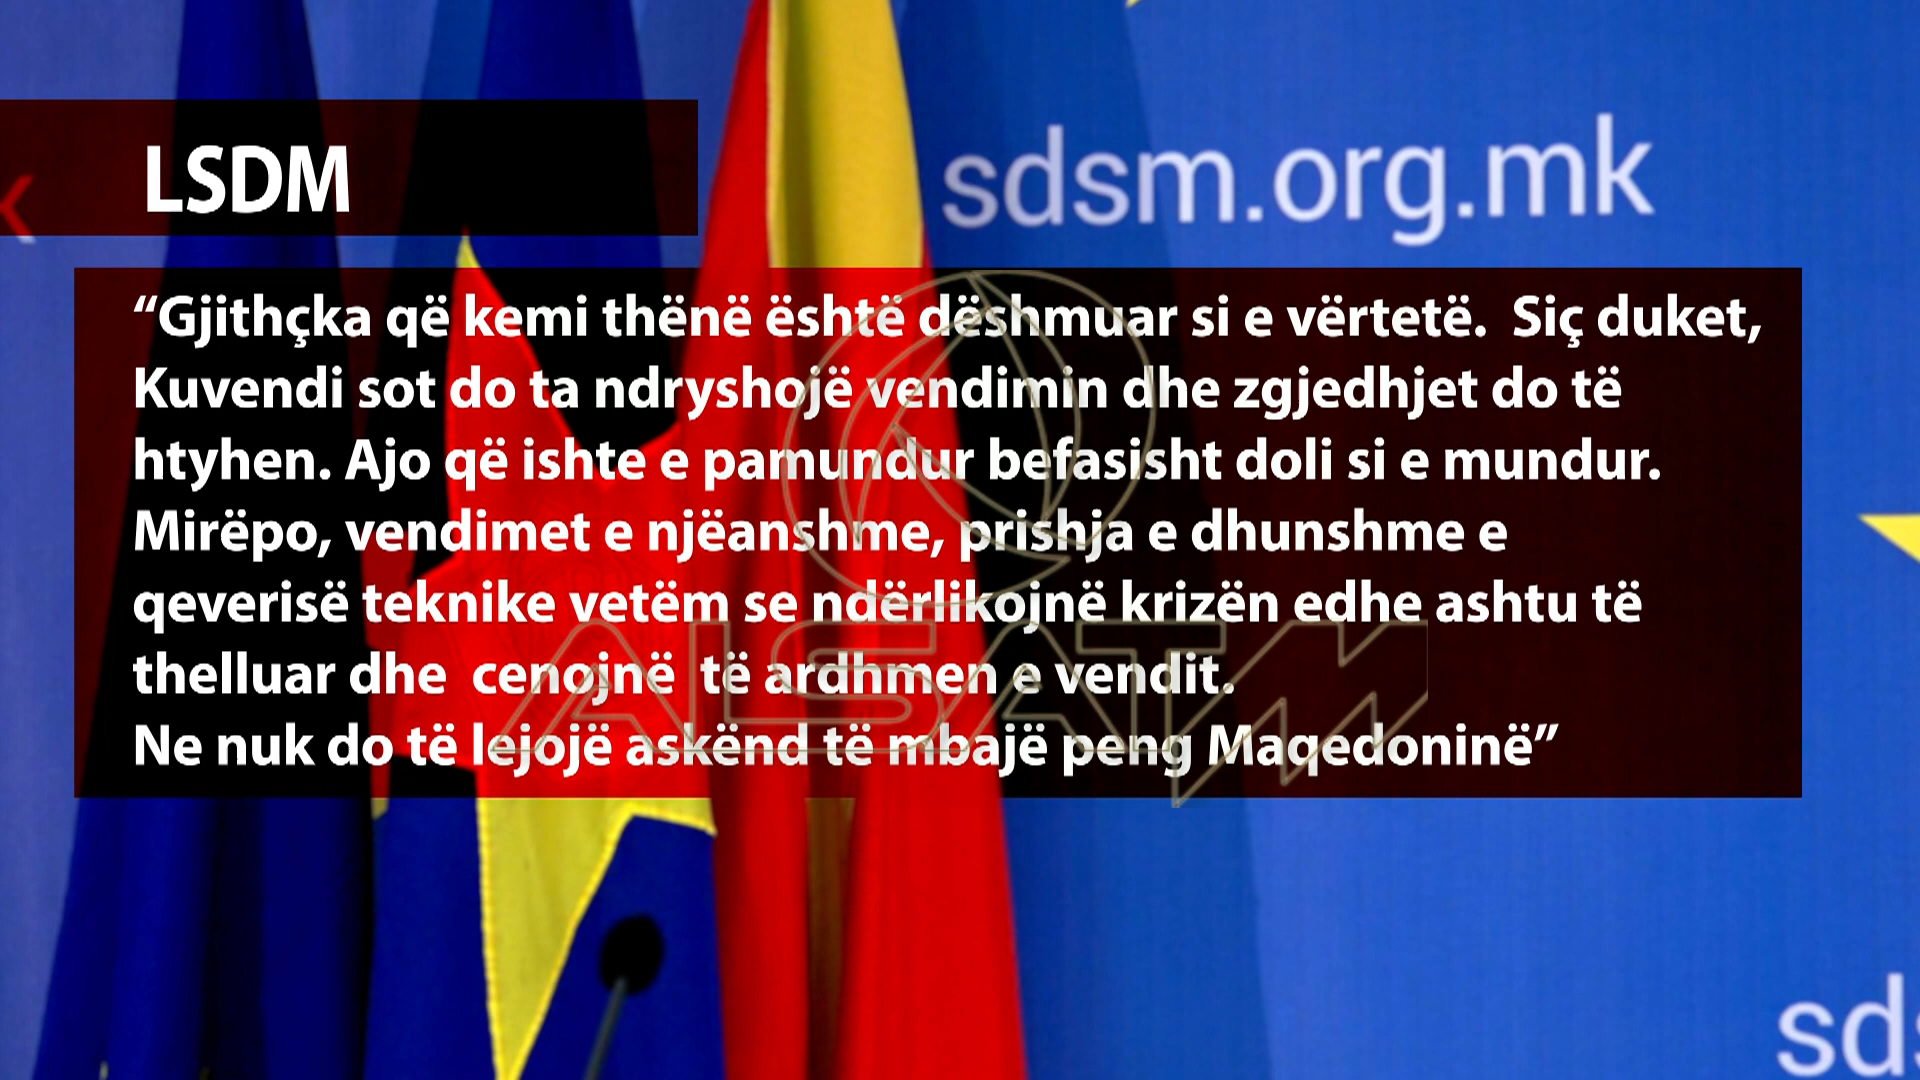 LSDM
sdsm.org.mk
“Gjithçka që kemi thënë është dëshmuar si e vërtetë. Siç duket,
Kuvendi sot do ta ndryshojë vendimin dhe zgjedhjet do të
htyhen. Ajo që ishte e pamundur befasisht doli si e mundur.
Mirëpo, vendimet e njëanshme, prishja e dhunshme e
qeverisë teknike vetëm se ndërlikojnë krizën edhe ashtu të
thelluar dhe cenojnë të ardhmen e vendit.
Ne nuk do të lejojë askënd të mbajë peng Maqedoninë”
ALSATM